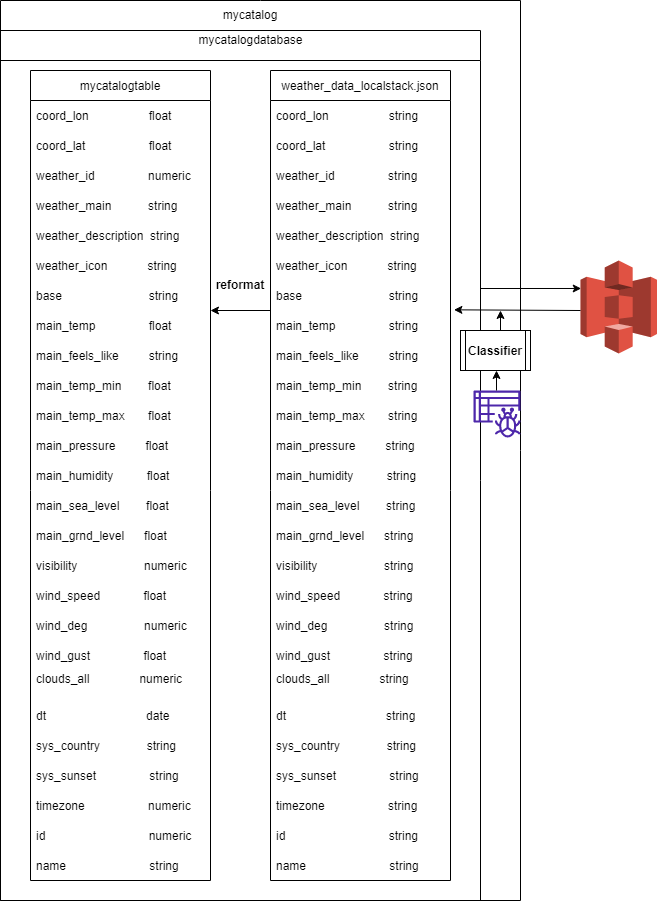 mycatalog
mycatalogdatabase
mycatalogtable
coord_lon float
coord_lat float
weather_id numeric
weather_main string
weather_description string
weather_icon string
base string
main_temp float
main_feels_like string
main_temp_min float
main_temp_max float
main_pressure float
main_humidity float
main_sea_level float
main_grnd_level float
visibility numeric
wind_speed float
wind_deg numeric
wind_gust float
clouds_all numeric
dt date
sys_country string
sys_sunset string
timezone numeric
id numeric
name string
reformat
weather_data_localstack.json
coord_lon string
coord_lat string
weather_id string
weather_main string
weather_description string
weather_icon string
base string
main_temp string
main_feels_like string
main_temp_min string
main_temp_max string
main_pressure string
main_humidity string
main_sea_level string
main_grnd_level string
visibility string
wind_speed string
wind_deg string
wind_gust string
clouds_all string
dt string
sys_country string
sys_sunset string
timezone string
id string
name string
Classifier